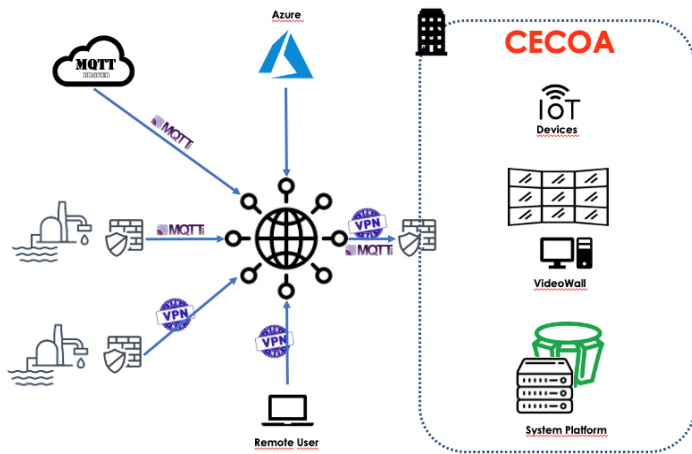 Azure
CECOA
MQTT
BROKER
MQTT
IoT
Devices
MQTT
VPN
MQTT
VideoWall
VPN
VPN
System Platform
Remote User